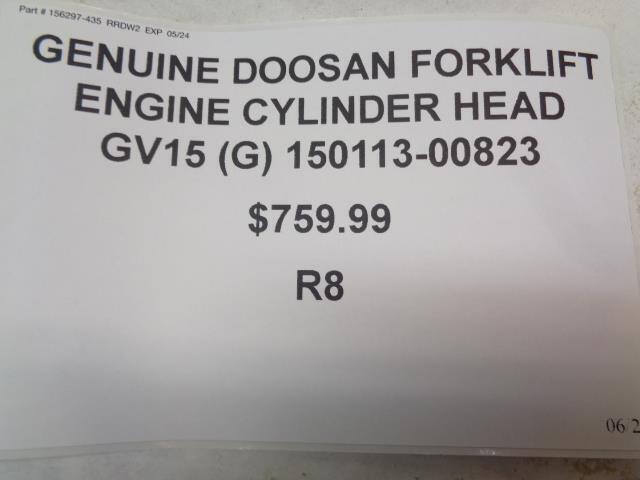 Part # 156297-435 RRDW2 EXP 05/24
GENUINE DOOSAN FORKLIFT
ENGINE CYLINDER HEAD
GV15 (G) 150113-00823
$759.99
R8
06/2